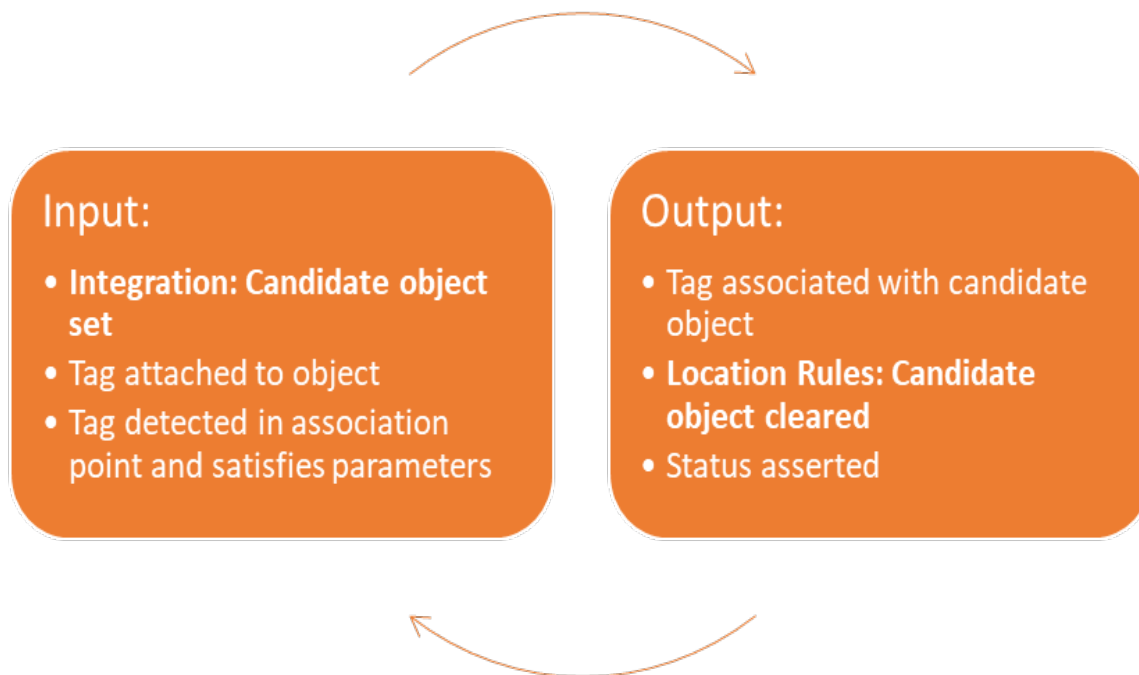 Input:
• Integration: Candidate object
set
• Tag attached to object
• Tag detected in association
point and satisfies parameters
Output:
• Tag associated with candidate
object
• Location Rules: Candidate
object cleared
• Status asserted